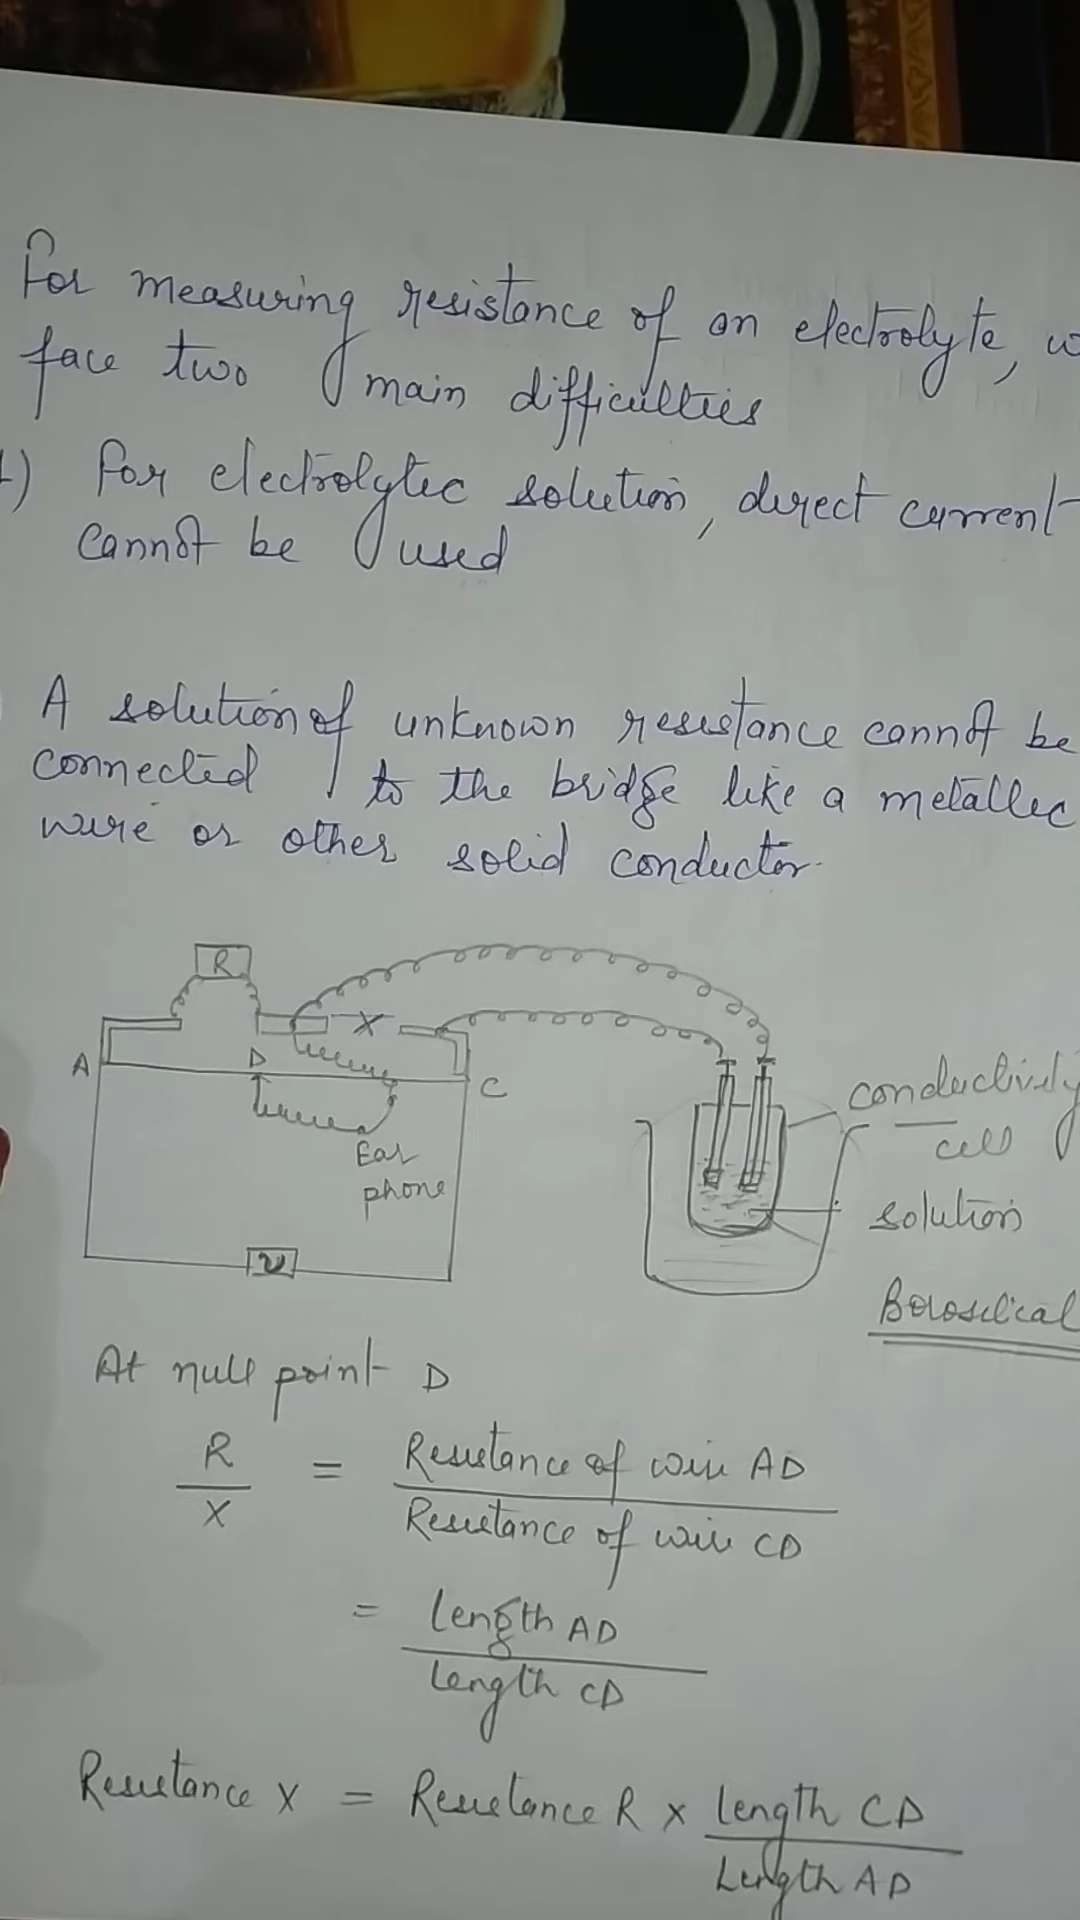 For measuring resistance of an electrolyte,
face two main difficulties
1) For electrolytic solution, direct current
cannot be used
A solution of unknown resistance cannot be
connected to the bridge like a metallic
wire or other solid conductor.
R
X
A
D
C
Ear
phone
conductivity
cell
solution
Borosilical
At null point D
R = Resistance of wire AD
X Resistance of wire CD
= Length AD
Length CD
Resistance X = Resistance R x Length CD
Length AD